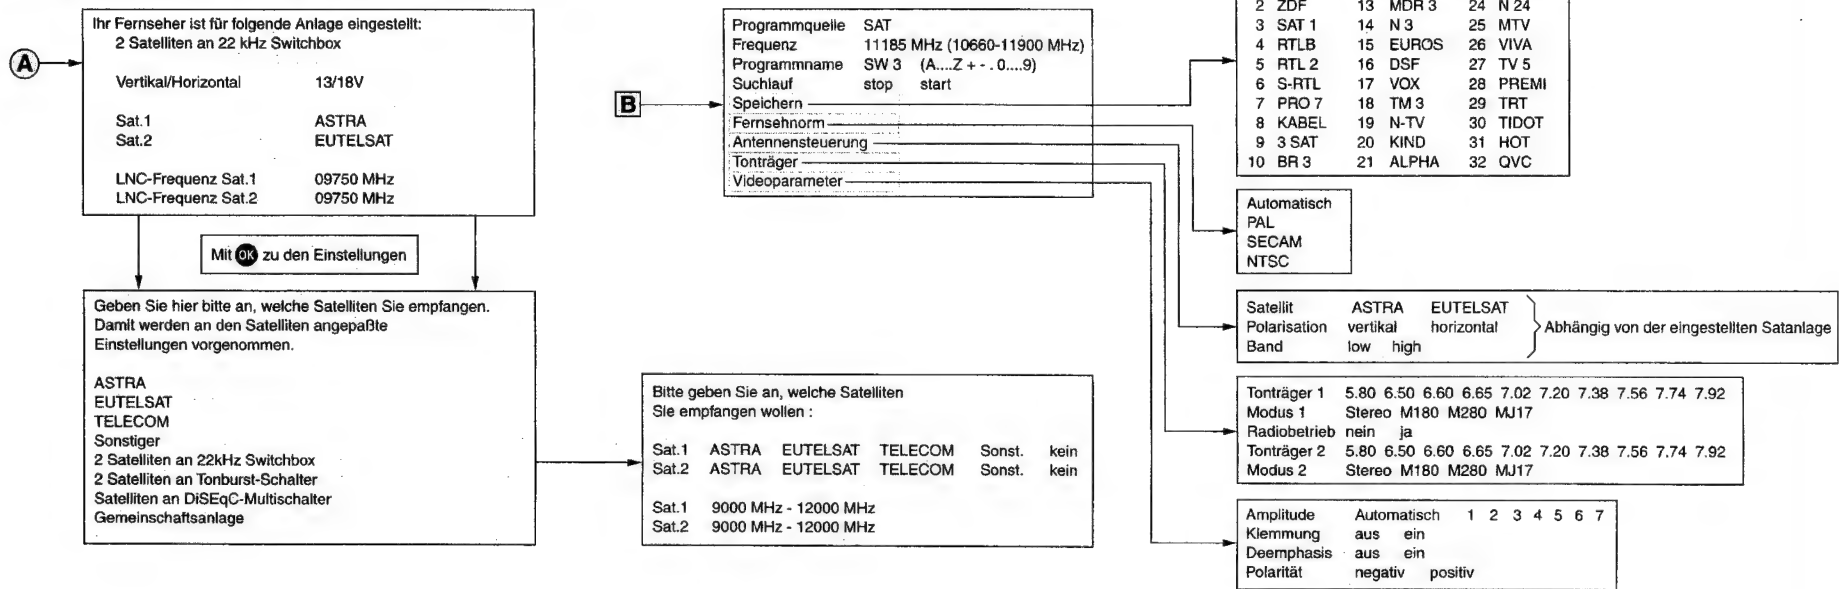 A
Ihr Fernseher ist für folgende Anlage eingestellt:
2 Satelliten an 22 kHz Switchbox
Vertikal/Horizontal 13/18V
Sat.1 ASTRA
Sat.2 EUTELSAT
LNC-Frequenz Sat.1 09750 MHz
LNC-Frequenz Sat.2 09750 MHz
Mit OK zu den Einstellungen
Geben Sie hier bitte an, welche Satelliten Sie empfangen.
Damit werden an den Satelliten angepaßte
Einstellungen vorgenommen.
ASTRA
EUTELSAT
TELECOM
Sonstiger
2 Satelliten an 22kHz Switchbox
2 Satelliten an Tonburst-Schalter
Satelliten an DiSEqC-Multischalter
Gemeinschaftsanlage
Bitte geben Sie an, welche Satelliten
Sie empfangen wollen :
Sat.1 ASTRA EUTELSAT TELECOM Sonst. kein
Sat.2 ASTRA EUTELSAT TELECOM Sonst. kein
Sat.1 9000 MHz - 12000 MHz
Sat.2 9000 MHz - 12000 MHz
B
Programmquelle SAT
Frequenz 11185 MHz (10660-11900 MHz)
Programmname SW 3 (A....Z + - . 0....9)
Suchlauf stop start
Speichern
Fernsehnorm
Antennensteuerung
Tonträger
Videoparameter
2 ZDF 13 MDR 3 24 N 24
3 SAT 1 14 N 3 25 MTV
4 RTLB 15 EUROS 26 VIVA
5 RTL 2 16 DSF 27 TV 5
6 S-RTL 17 VOX 28 PREMI
7 PRO 7 18 TM 3 29 TRT
8 KABEL 19 N-TV 30 TIDOT
9 3 SAT 20 KIND 31 HOT
10 BR 3 21 ALPHA 32 QVC
Automatisch
PAL
SECAM
NTSC
Satellit ASTRA EUTELSAT
Polarisation vertikal horizontal Abhängig von der eingestellten Satanlage
Band low high
Tonträger 1 5.80 6.50 6.60 6.65 7.02 7.20 7.38 7.56 7.74 7.92
Modus 1 Stereo M180 M280 MJ17
Radiobetrieb nein ja
Tonträger 2 5.80 6.50 6.60 6.65 7.02 7.20 7.38 7.56 7.74 7.92
Modus 2 Stereo M180 M280 MJ17
Amplitude Automatisch 1 2 3 4 5 6 7
Klemmung aus ein
Deemphasis aus ein
Polarität negativ positiv